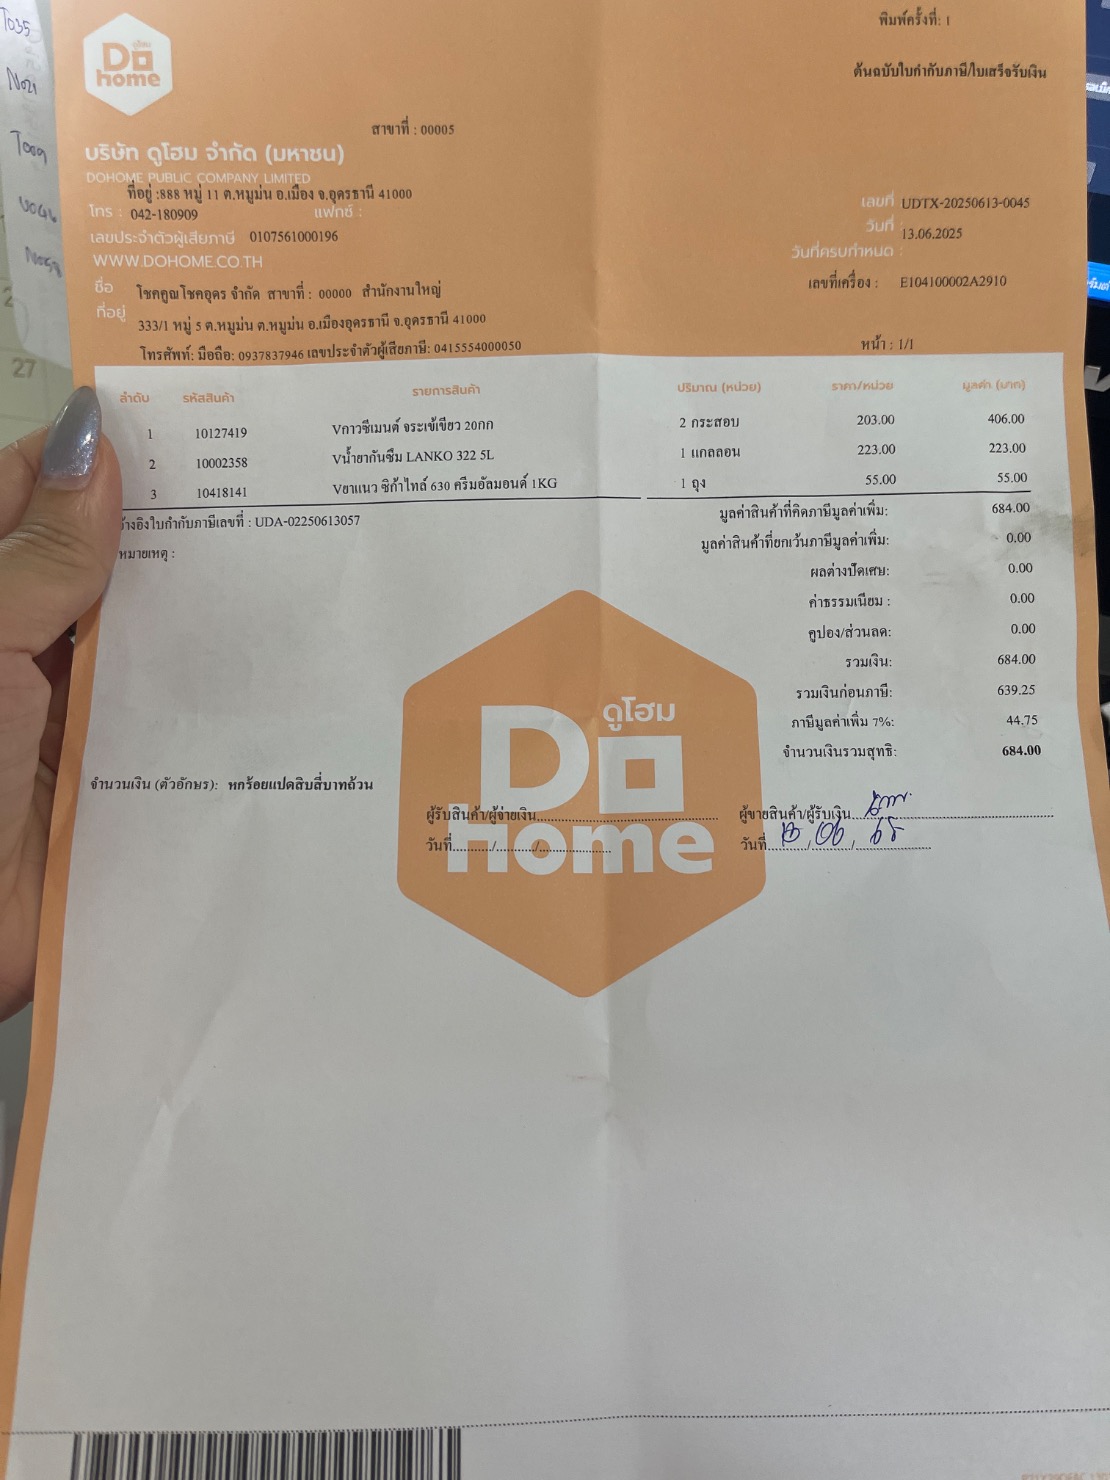 T035
N021
T009
U046
ดูโฮม
Do
home
พิมพ์ครั้งที่: 1
ต้นฉบับใบกำกับภาษี/ใบเสร็จรับเงิน
สาขาที่ : 00005
บริษัท ดูโฮม จำกัด (มหาชน)
DOHOME PUBLIC COMPANY LIMITED
ที่อยู่ :888 หมู่ 11 ต.หมูม่น อ.เมือง จ.อุดรธานี 41000
โทร : 042-180909 แฟกซ์ :
เลขประจำตัวผู้เสียภาษี 0107561000196
WWW.DOHOME.CO.TH
เลขที่ UDTX-20250613-0045
วันที่ : 13.06.2025
วันที่ครบกำหนด :
เลขที่เครื่อง : E104100002A2910
ชื่อ โชคคูณโชคอุดร จำกัด สาขาที่ : 00000 สำนักงานใหญ่
ที่อยู่ 333/1 หมู่ 5 ต.หมูม่น ต.หมูม่น อ.เมืองอุดรธานี จ.อุดรธานี 41000
โทรศัพท์: มือถือ: 0937837946 เลขประจำตัวผู้เสียภาษี: 0415554000050
หน้า : 1/1
ลำดับ รหัสสินค้า รายการสินค้า ปริมาณ (หน่วย) ราคา/หน่วย มูลค่า (บาท)
1 10127419 Vกาวซีเมนต์ จระเข้เขียว 20กก 2 กระสอบ 203.00 406.00
2 10002358 Vน้ำยากันซึม LANKO 322 5L 1 แกลลอน 223.00 223.00
3 10418141 Vยาแนว ซิก้าไทล์ 630 ครีมอัลมอนด์ 1KG 1 ถุง 55.00 55.00
้างอิงใบกำกับภาษีเลขที่ : UDA-02250613057
หมายเหตุ :
มูลค่าสินค้าที่คิดภาษีมูลค่าเพิ่ม: 684.00
มูลค่าสินค้าที่ยกเว้นภาษีมูลค่าเพิ่ม: 0.00
ผลต่างปัดเศษ: 0.00
ค่าธรรมเนียม : 0.00
คูปอง/ส่วนลด: 0.00
รวมเงิน: 684.00
รวมเงินก่อนภาษี: 639.25
ภาษีมูลค่าเพิ่ม 7%: 44.75
จำนวนเงินรวมสุทธิ: 684.00
ดูโฮม
Do
Home
จำนวนเงิน (ตัวอักษร): หกร้อยแปดสิบสี่บาทถ้วน
ผู้รับสินค้า/ผู้จ่ายเงิน
ผู้ขายสินค้า/ผู้รับเงิน
วันที่ / /
วันที่ 13 / 06 / 68
27